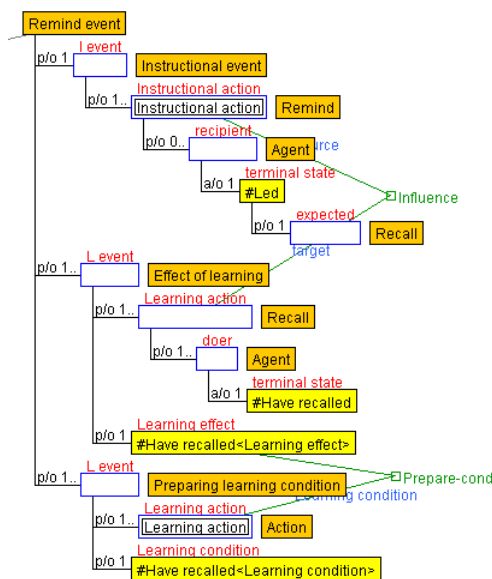 Remind event
I event
p/o 1
Instructional event
Instructional action
p/o 1..
Instructional action
Remind
recipient
p/o 0..
Agent
urce
terminal state
a/o 1
#Led
Influence
expected
p/o 1
Recall
target
L event
p/o 1..
Effect of learning
Learning action
p/o 1..
Recall
doer
p/o 1..
Agent
terminal state
a/o 1
#Have recalled
Learning effect
p/o 1
#Have recalled<Learning effect>
L event
p/o 1..
Preparing learning condition
Prepare-cond
Learning condition
Learning action
p/o 1..
Learning action
Action
Learning condition
p/o 1
#Have recalled<Learning condition>